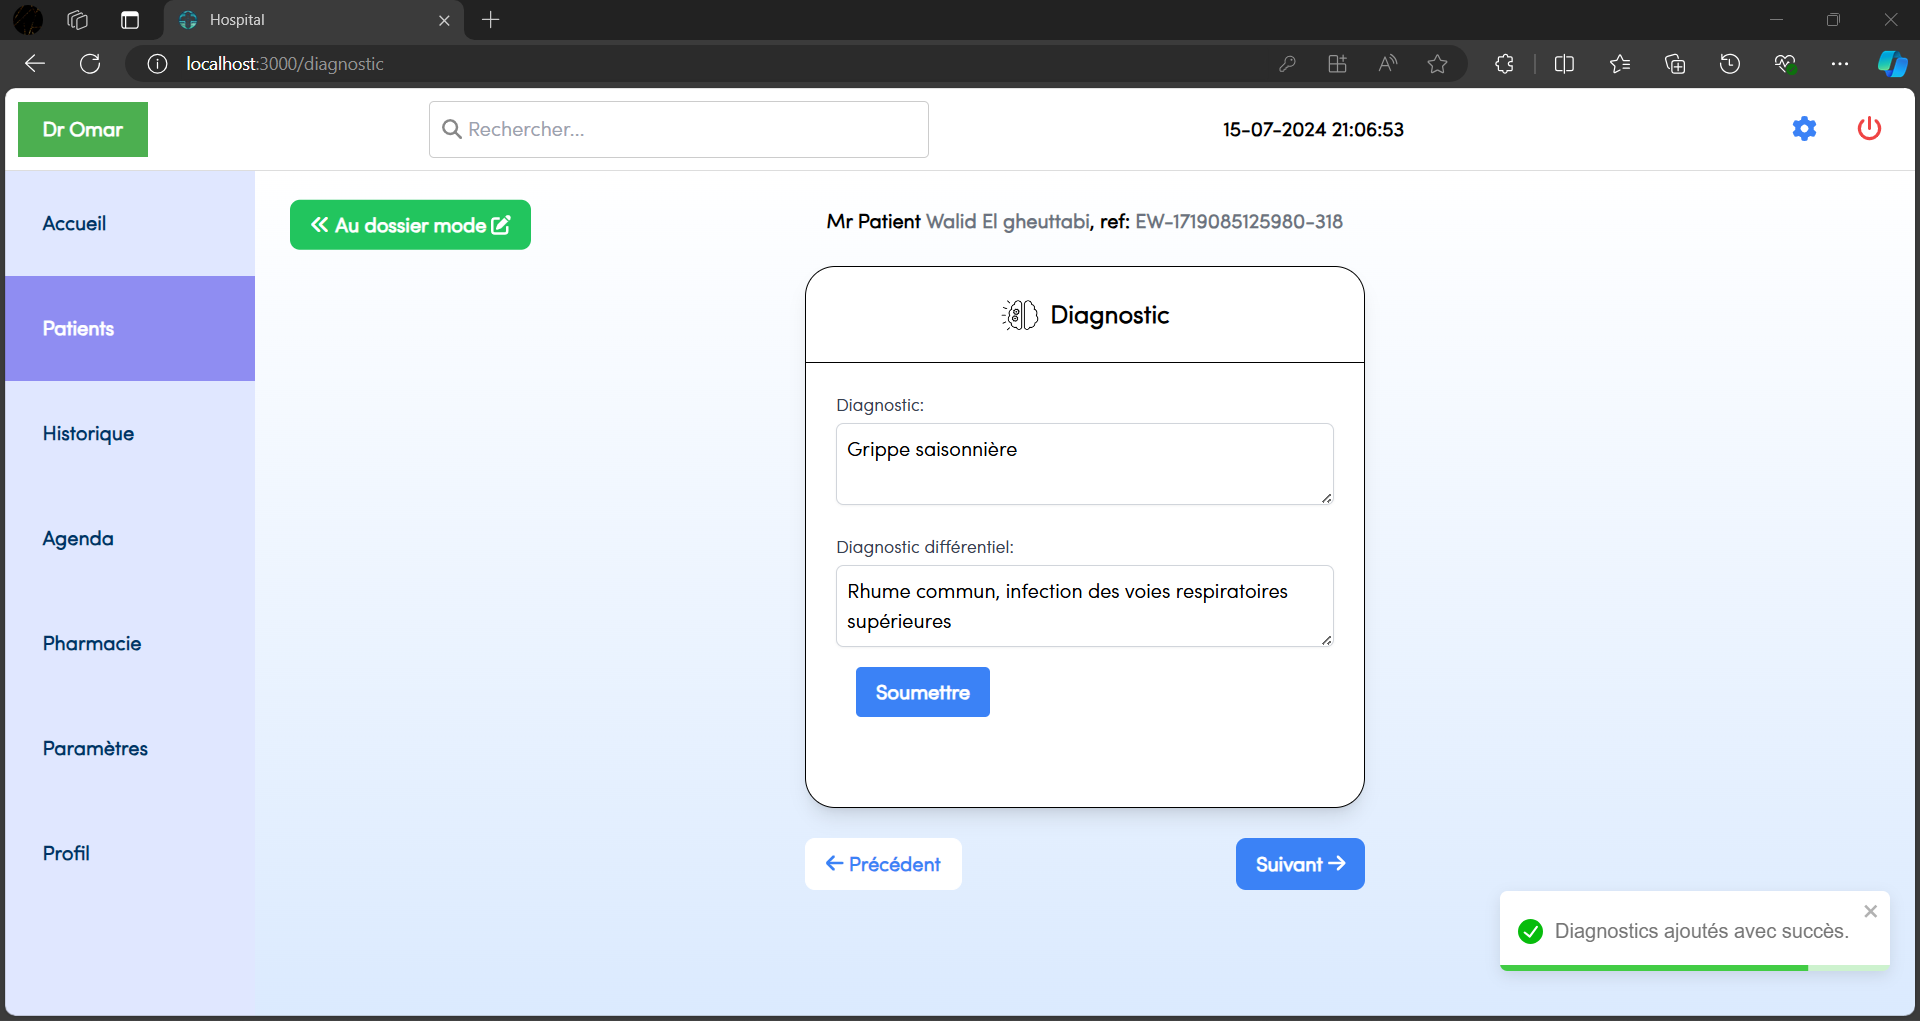 Hospital
localhost:3000/diagnostic
Dr Omar
Rechercher...
15-07-2024 21:06:53
Accueil
Patients
Historique
Agenda
Pharmacie
Paramètres
Profil
« Au dossier mode
Mr Patient Walid El gheuttabi, ref: EW-1719085125980-318
Diagnostic
Diagnostic:
Grippe saisonnière
Diagnostic différentiel:
Rhume commun, infection des voies respiratoires
supérieures
Soumettre
← Précédent
Suivant →
Diagnostics ajoutés avec succès.